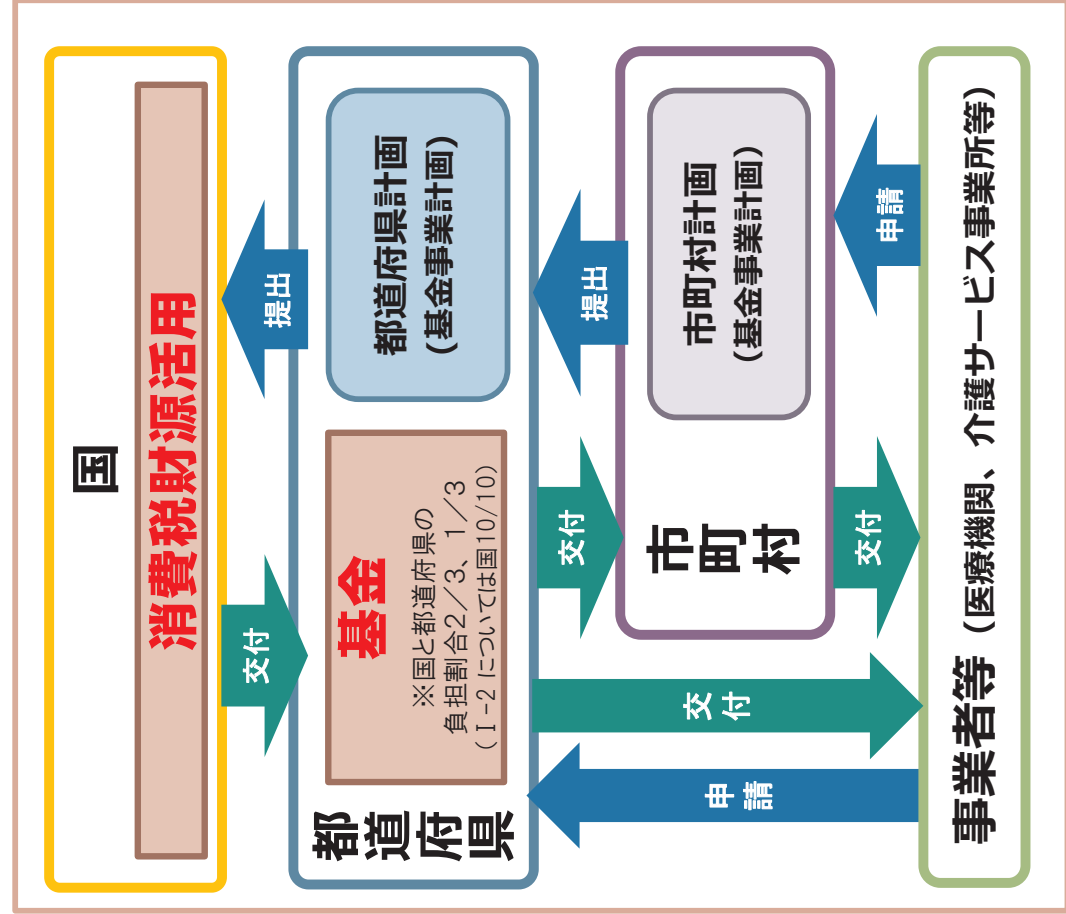 国
消費税財源活用
交付
提出
都道府県
基金
※国と都道府県の
負担割合2/3、1/3
(Ⅰ-2 については国10/10)
都道府県計画
(基金事業計画)
交付
提出
市町村
市町村計画
(基金事業計画)
申請
交付
交付
申請
事業者等(医療機関、介護サービス事業所等)